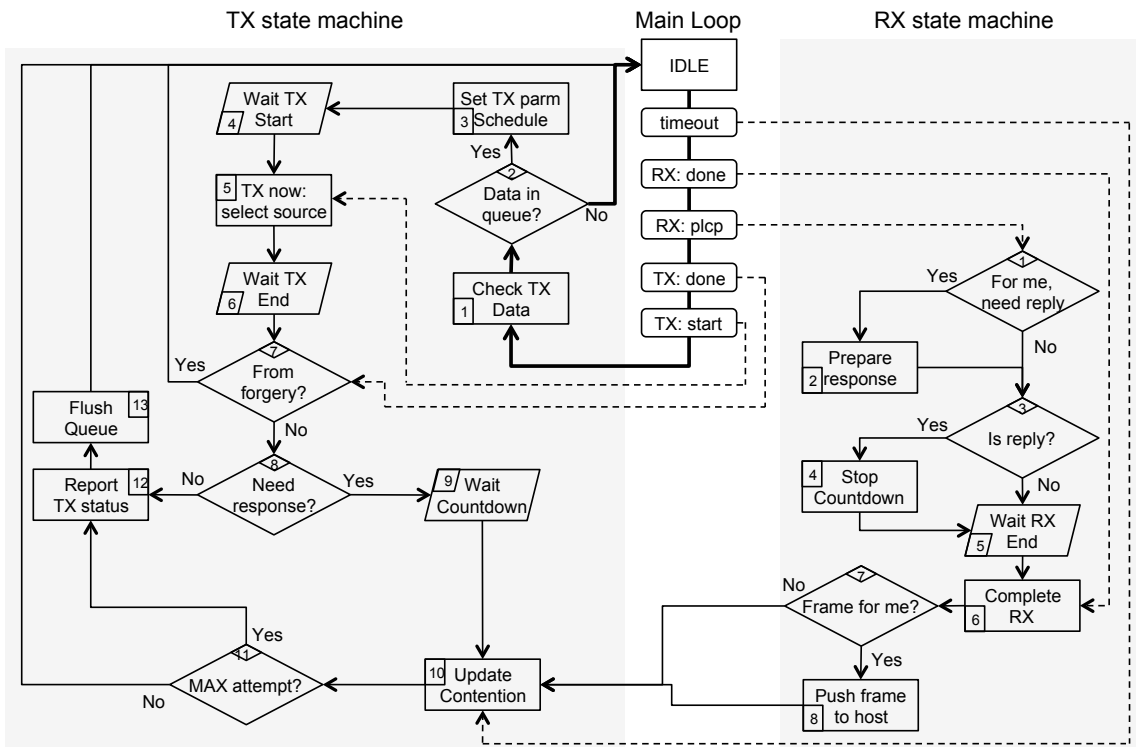 TX state machine
Main Loop
RX state machine
IDLE
timeout
RX: done
RX: plcp
TX: done
TX: start
Wait TX
Start
4
Set TX parm
Schedule
3
Yes
2
Data in
queue?
No
5
TX now:
select source
Wait TX
End
6
Check TX
Data
1
7
From
forgery?
Yes
No
13
Flush
Queue
8
Need
response?
No
Yes
12
Report
TX status
9
Wait
Countdown
Yes
11
MAX attempt?
No
10
Update
Contention
1
For me,
need reply
Yes
No
Prepare
response
2
3
Is reply?
Yes
No
4
Stop
Countdown
Wait RX
End
5
Complete
RX
6
7
Frame for me?
No
Yes
Push frame
to host
8